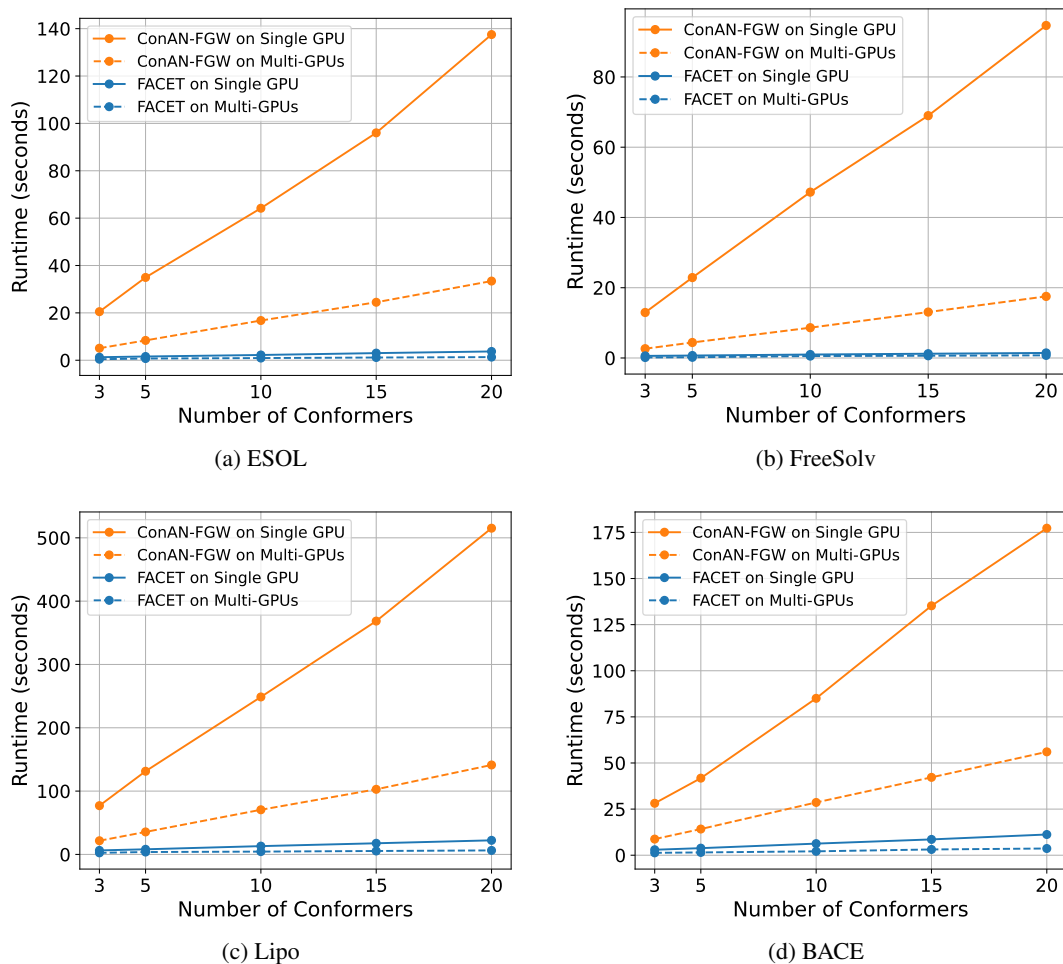 ConAN-FGW on Single GPU
ConAN-FGW on Multi-GPUs
FACET on Single GPU
FACET on Multi-GPUs
140
120
100
80
60
40
20
0
Runtime (seconds)
3 5 10 15 20
Number of Conformers
(a) ESOL
ConAN-FGW on Single GPU
ConAN-FGW on Multi-GPUs
FACET on Single GPU
FACET on Multi-GPUs
80
60
40
20
0
Runtime (seconds)
3 5 10 15 20
Number of Conformers
(b) FreeSolv
ConAN-FGW on Single GPU
ConAN-FGW on Multi-GPUs
FACET on Single GPU
FACET on Multi-GPUs
500
400
300
200
100
0
Runtime (seconds)
3 5 10 15 20
Number of Conformers
(c) Lipo
ConAN-FGW on Single GPU
ConAN-FGW on Multi-GPUs
FACET on Single GPU
FACET on Multi-GPUs
175
150
125
100
75
50
25
0
Runtime (seconds)
3 5 10 15 20
Number of Conformers
(d) BACE